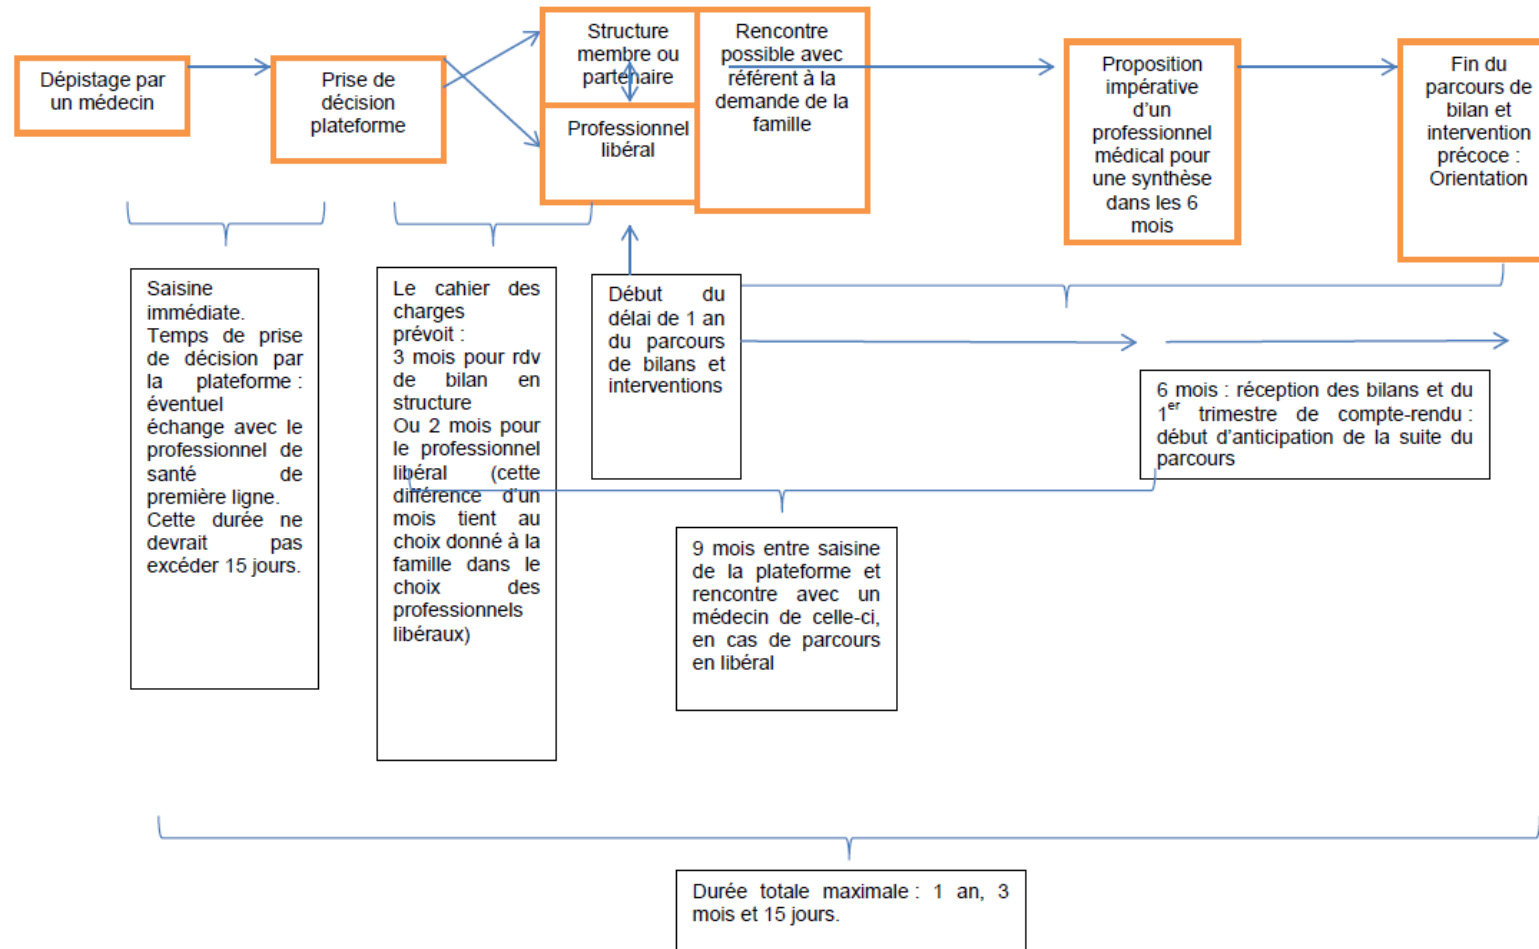 Dépistage par
un médecin
Prise de
décision
plateforme
Structure
membre ou
partenaire
Professionnel
libéral
Rencontre
possible avec
référent à la
demande de la
famille
Proposition
impérative
d'un
professionnel
médical pour
une synthèse
dans les 6
mois
Fin du
parcours de
bilan et
intervention
précoce :
Orientation
Saisine
immédiate.
Temps de prise
de décision par
la plateforme :
éventuel
échange avec le
professionnel de
santé de
première ligne.
Cette durée ne
devrait pas
excéder 15 jours.
Le cahier des
charges
prévoit :
3 mois pour rdv
de bilan en
structure
Ou 2 mois pour
le professionnel
libéral (cette
différence d'un
mois tient au
choix donné à la
famille dans le
choix des
professionnels
libéraux)
Début du
délai de 1 an
du parcours
de bilans et
interventions
6 mois : réception des bilans et du
1er trimestre de compte-rendu :
début d'anticipation de la suite du
parcours
9 mois entre saisine
de la plateforme et
rencontre avec un
médecin de celle-ci,
en cas de parcours
en libéral
Durée totale maximale : 1 an, 3
mois et 15 jours.